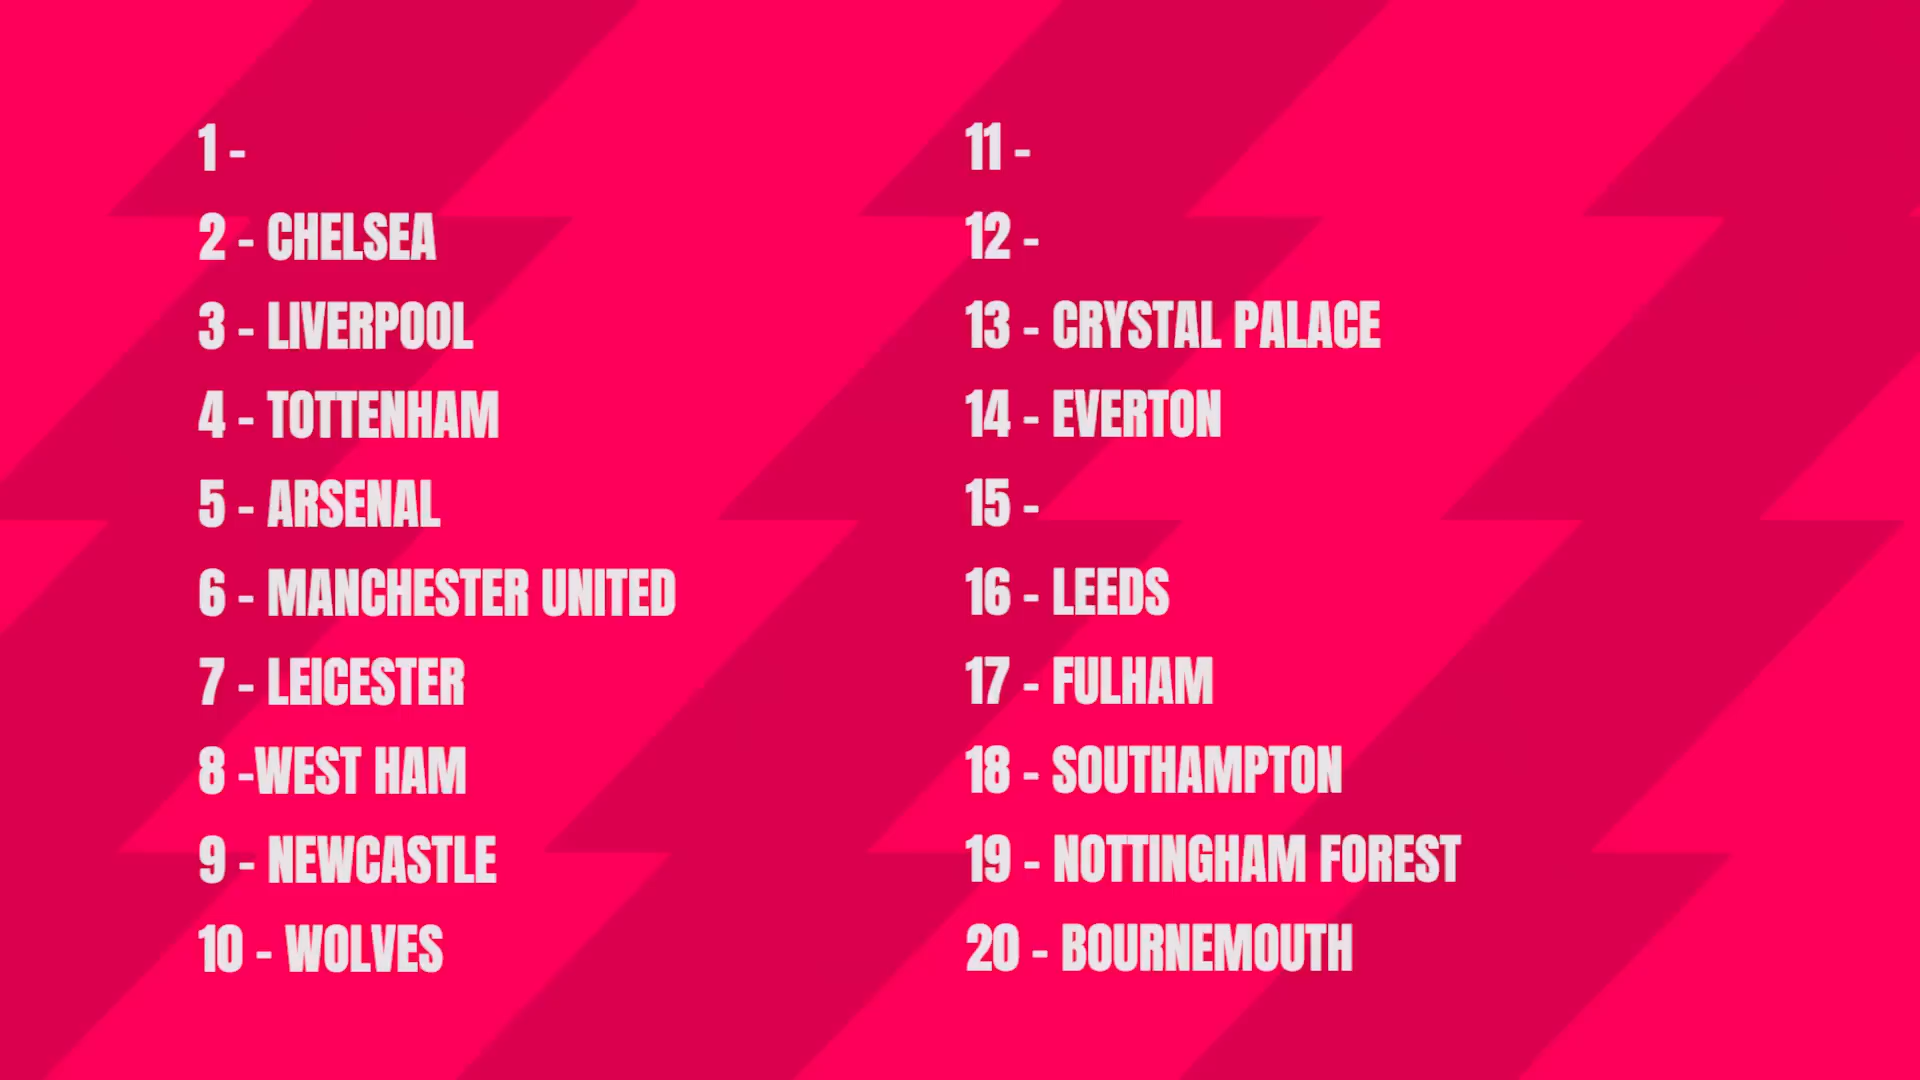 1 -
2 - CHELSEA
3 - LIVERPOOL
4 - TOTTENHAM
5 - ARSENAL
6 - MANCHESTER UNITED
7 - LEICESTER
8 -WEST HAM
9 - NEWCASTLE
10 - WOLVES
11 -
12 -
13 - CRYSTAL PALACE
14 - EVERTON
15 -
16 - LEEDS
17 - FULHAM
18 - SOUTHAMPTON
19 - NOTTINGHAM FOREST
20 - BOURNEMOUTH